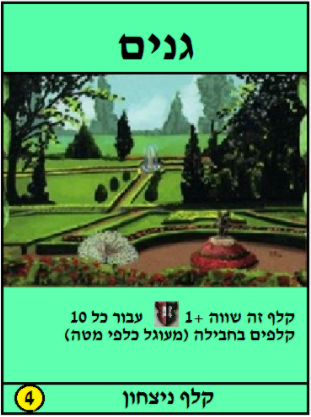 גנים
קלף זה שווה +1 עבור כל 10
קלפים בחבילה (מעוגל כלפי מטה)
4
קלף ניצחון